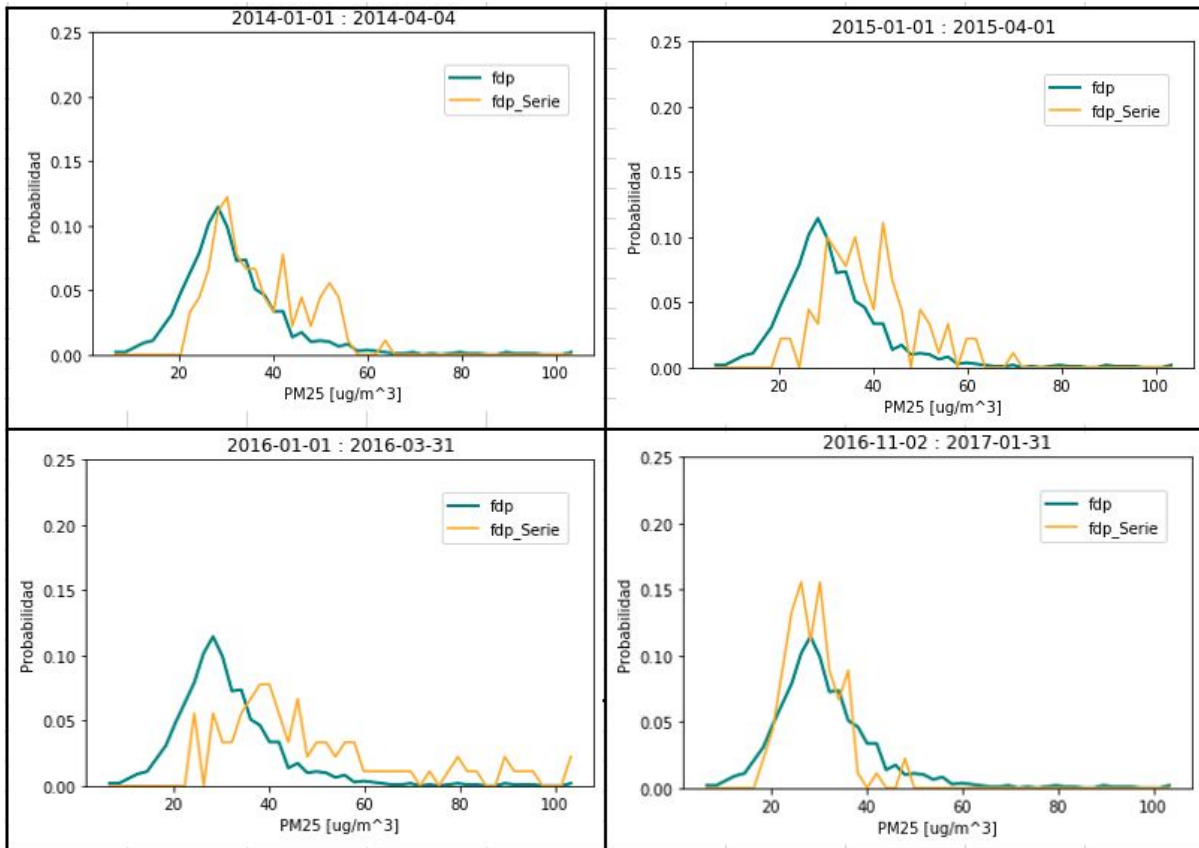 2014-01-01 : 2014-04-04
0.25
0.20
0.15
0.10
0.05
0.00
Probabilidad
fdp
fdp_Serie
20 40 60 80 100
PM25 [ug/m^3]
2015-01-01 : 2015-04-01
0.25
0.20
0.15
0.10
0.05
0.00
Probabilidad
fdp
fdp_Serie
20 40 60 80 100
PM25 [ug/m^3]
2016-01-01 : 2016-03-31
0.25
0.20
0.15
0.10
0.05
0.00
Probabilidad
fdp
fdp_Serie
20 40 60 80 100
PM25 [ug/m^3]
2016-11-02 : 2017-01-31
0.25
0.20
0.15
0.10
0.05
0.00
Probabilidad
fdp
fdp_Serie
20 40 60 80 100
PM25 [ug/m^3]